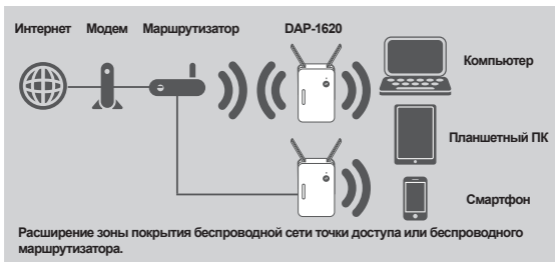 Интернет Модем Маршрутизатор DAP-1620
Компьютер
Планшетный ПК
Смартфон
Расширение зоны покрытия беспроводной сети точки доступа или беспроводного
маршрутизатора.